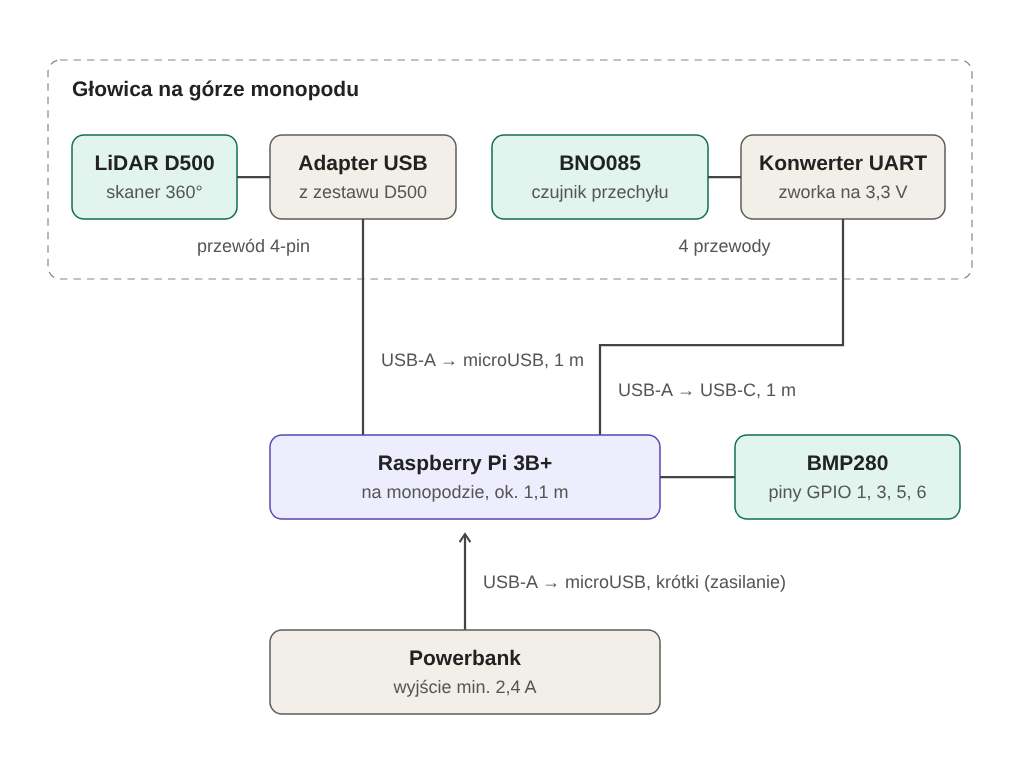 Głowica na górze monopodu
LiDAR D500
skaner 360°
Adapter USB
z zestawu D500
BNO085
czujnik przechyłu
Konwerter UART
zworka na 3,3 V
przewód 4-pin
4 przewody
USB-A → microUSB, 1 m
USB-A → USB-C, 1 m
Raspberry Pi 3B+
na monopodzie, ok. 1,1 m
BMP280
piny GPIO 1, 3, 5, 6
USB-A → microUSB, krótki (zasilanie)
Powerbank
wyjście min. 2,4 A